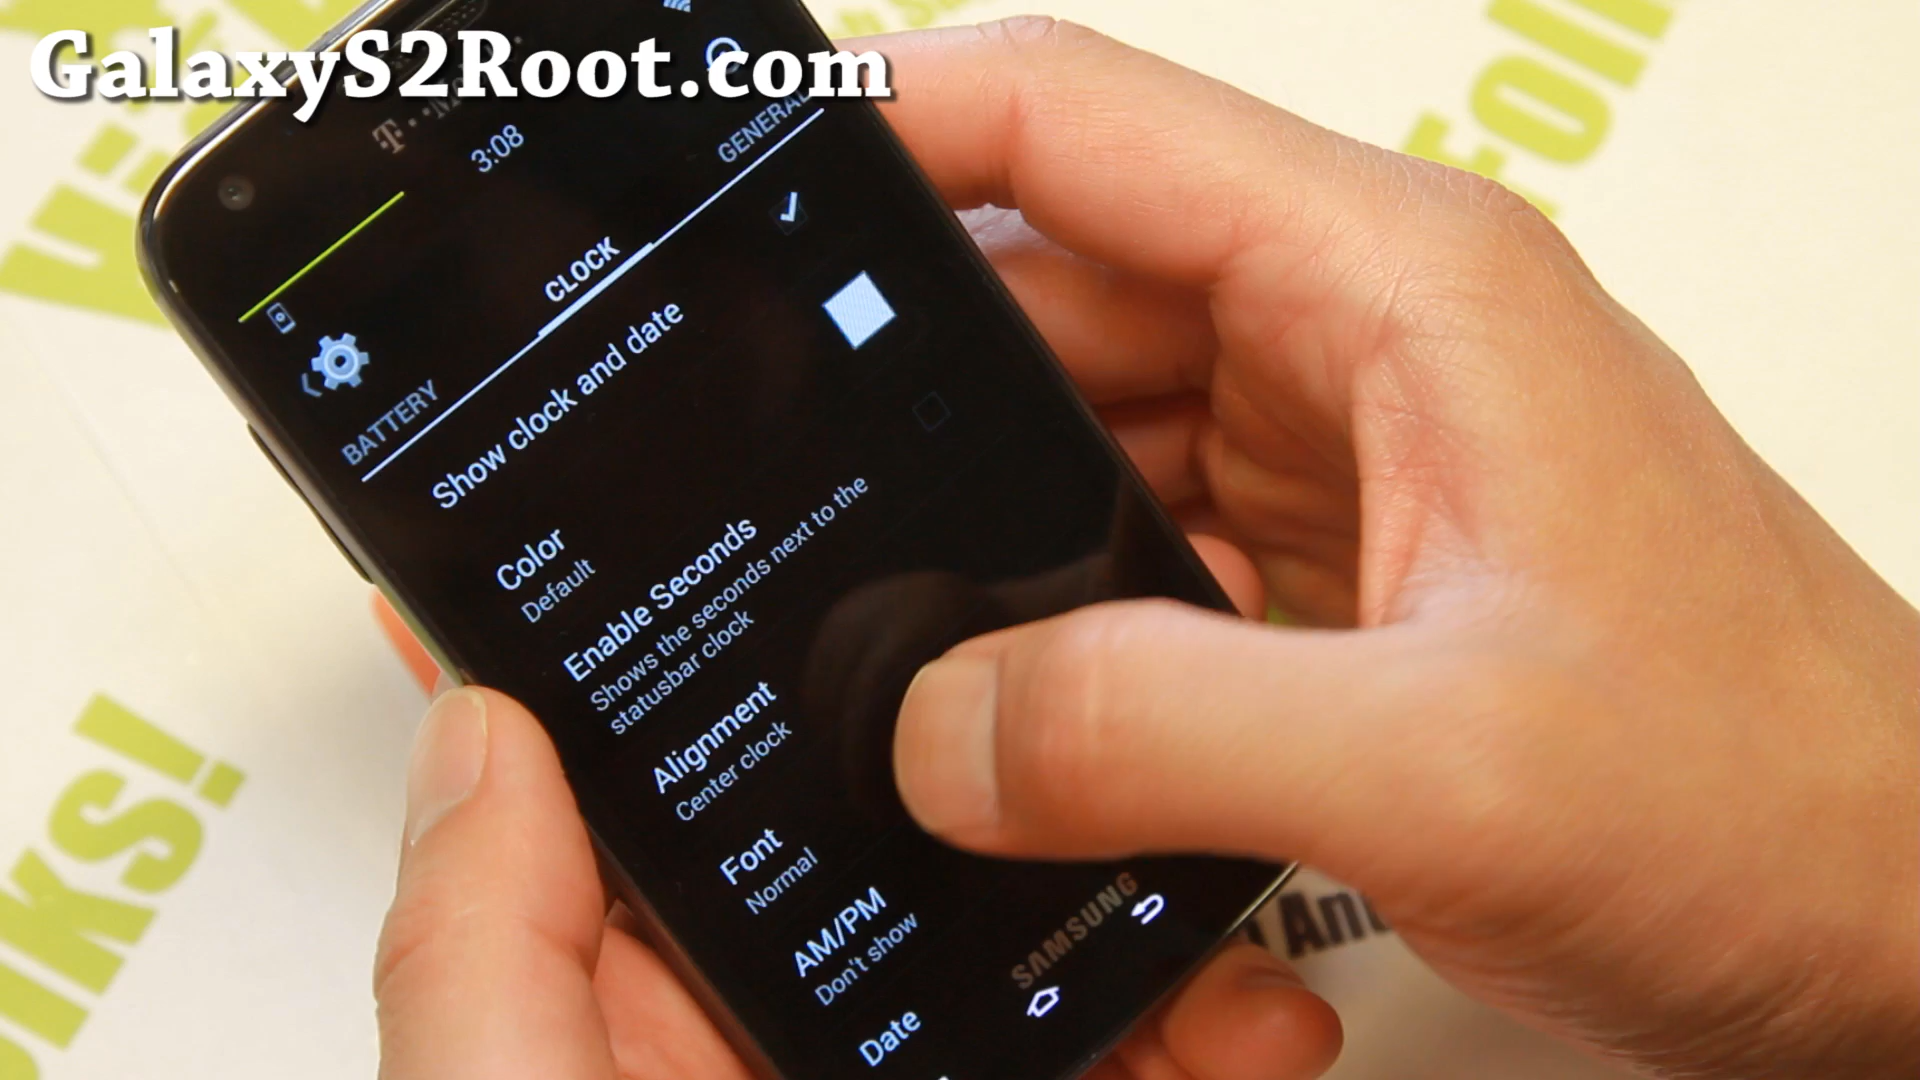 GalaxyS2Root.com
3:08
BATTERY
CLOCK
GENERAL
Show clock and date
Color
Default
Enable Seconds
Shows the seconds next to the
statusbar clock
Alignment
Center clock
Font
Normal
AM/PM
Don't show
Date
SAMSUNG